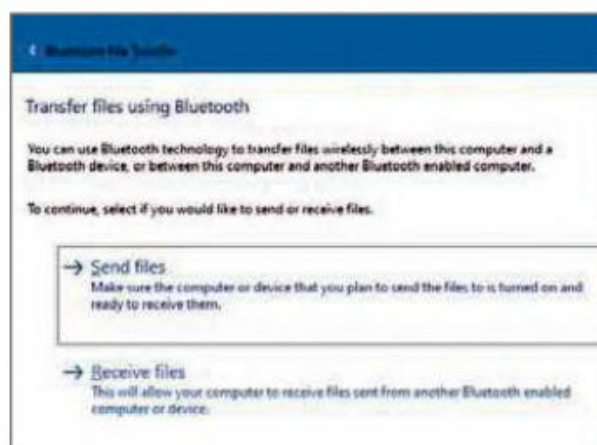 Bluetooth File Transfer
Transfer files using Bluetooth
You can use Bluetooth technology to transfer files wirelessly between this computer and a
Bluetooth device, or between this computer and another Bluetooth enabled computer.
To continue, select if you would like to send or receive files.
→ Send files
Make sure the computer or device that you plan to send the files to is turned on and
ready to receive them.
→ Receive files
This will allow your computer to receive files sent from another Bluetooth enabled
computer or device.